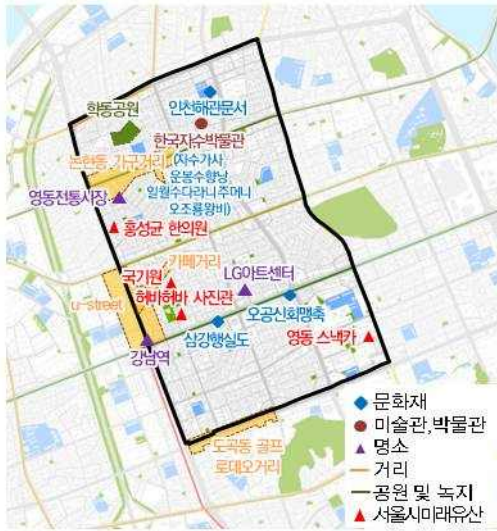 학동공원
인천해관문서
한국자수박물관
(자수가사,
운봉수향낭
일월수다라니주머니
오조룡왕비)
논현동 가구거리
영동전통시장
홍성균 한의원
국기원
카페거리
LG아트센터
u-street
허바허바 사진관
오공신회맹축
삼강행실도
영동 스낵카
강남역
도곡동 골프
로데오거리
문화재
미술관,박물관
명소
거리
공원 및 녹지
서울시미래유산